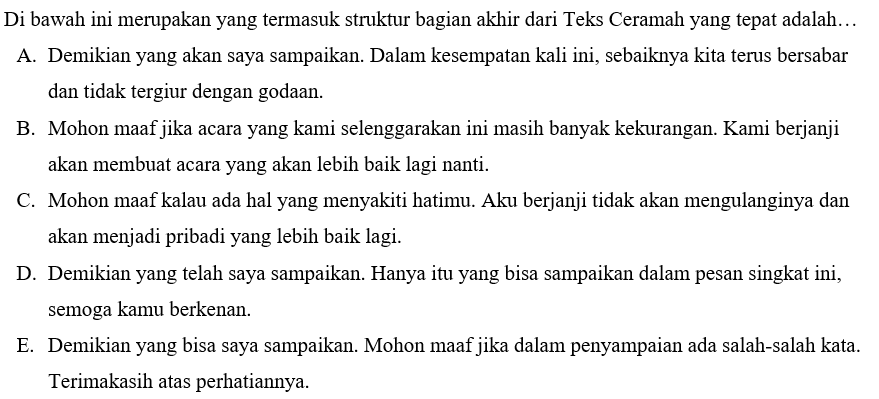 Di bawah ini merupakan yang termasuk struktur bagian akhir dari Teks Ceramah yang tepat adalah…
A. Demikian yang akan saya sampaikan. Dalam kesempatan kali ini, sebaiknya kita terus bersabar
dan tidak tergiur dengan godaan.
B. Mohon maaf jika acara yang kami selenggarakan ini masih banyak kekurangan. Kami berjanji
akan membuat acara yang akan lebih baik lagi nanti.
C. Mohon maaf kalau ada hal yang menyakiti hatimu. Aku berjanji tidak akan mengulanginya dan
akan menjadi pribadi yang lebih baik lagi.
D. Demikian yang telah saya sampaikan. Hanya itu yang bisa sampaikan dalam pesan singkat ini,
semoga kamu berkenan.
E. Demikian yang bisa saya sampaikan. Mohon maaf jika dalam penyampaian ada salah-salah kata.
Terimakasih atas perhatiannya.